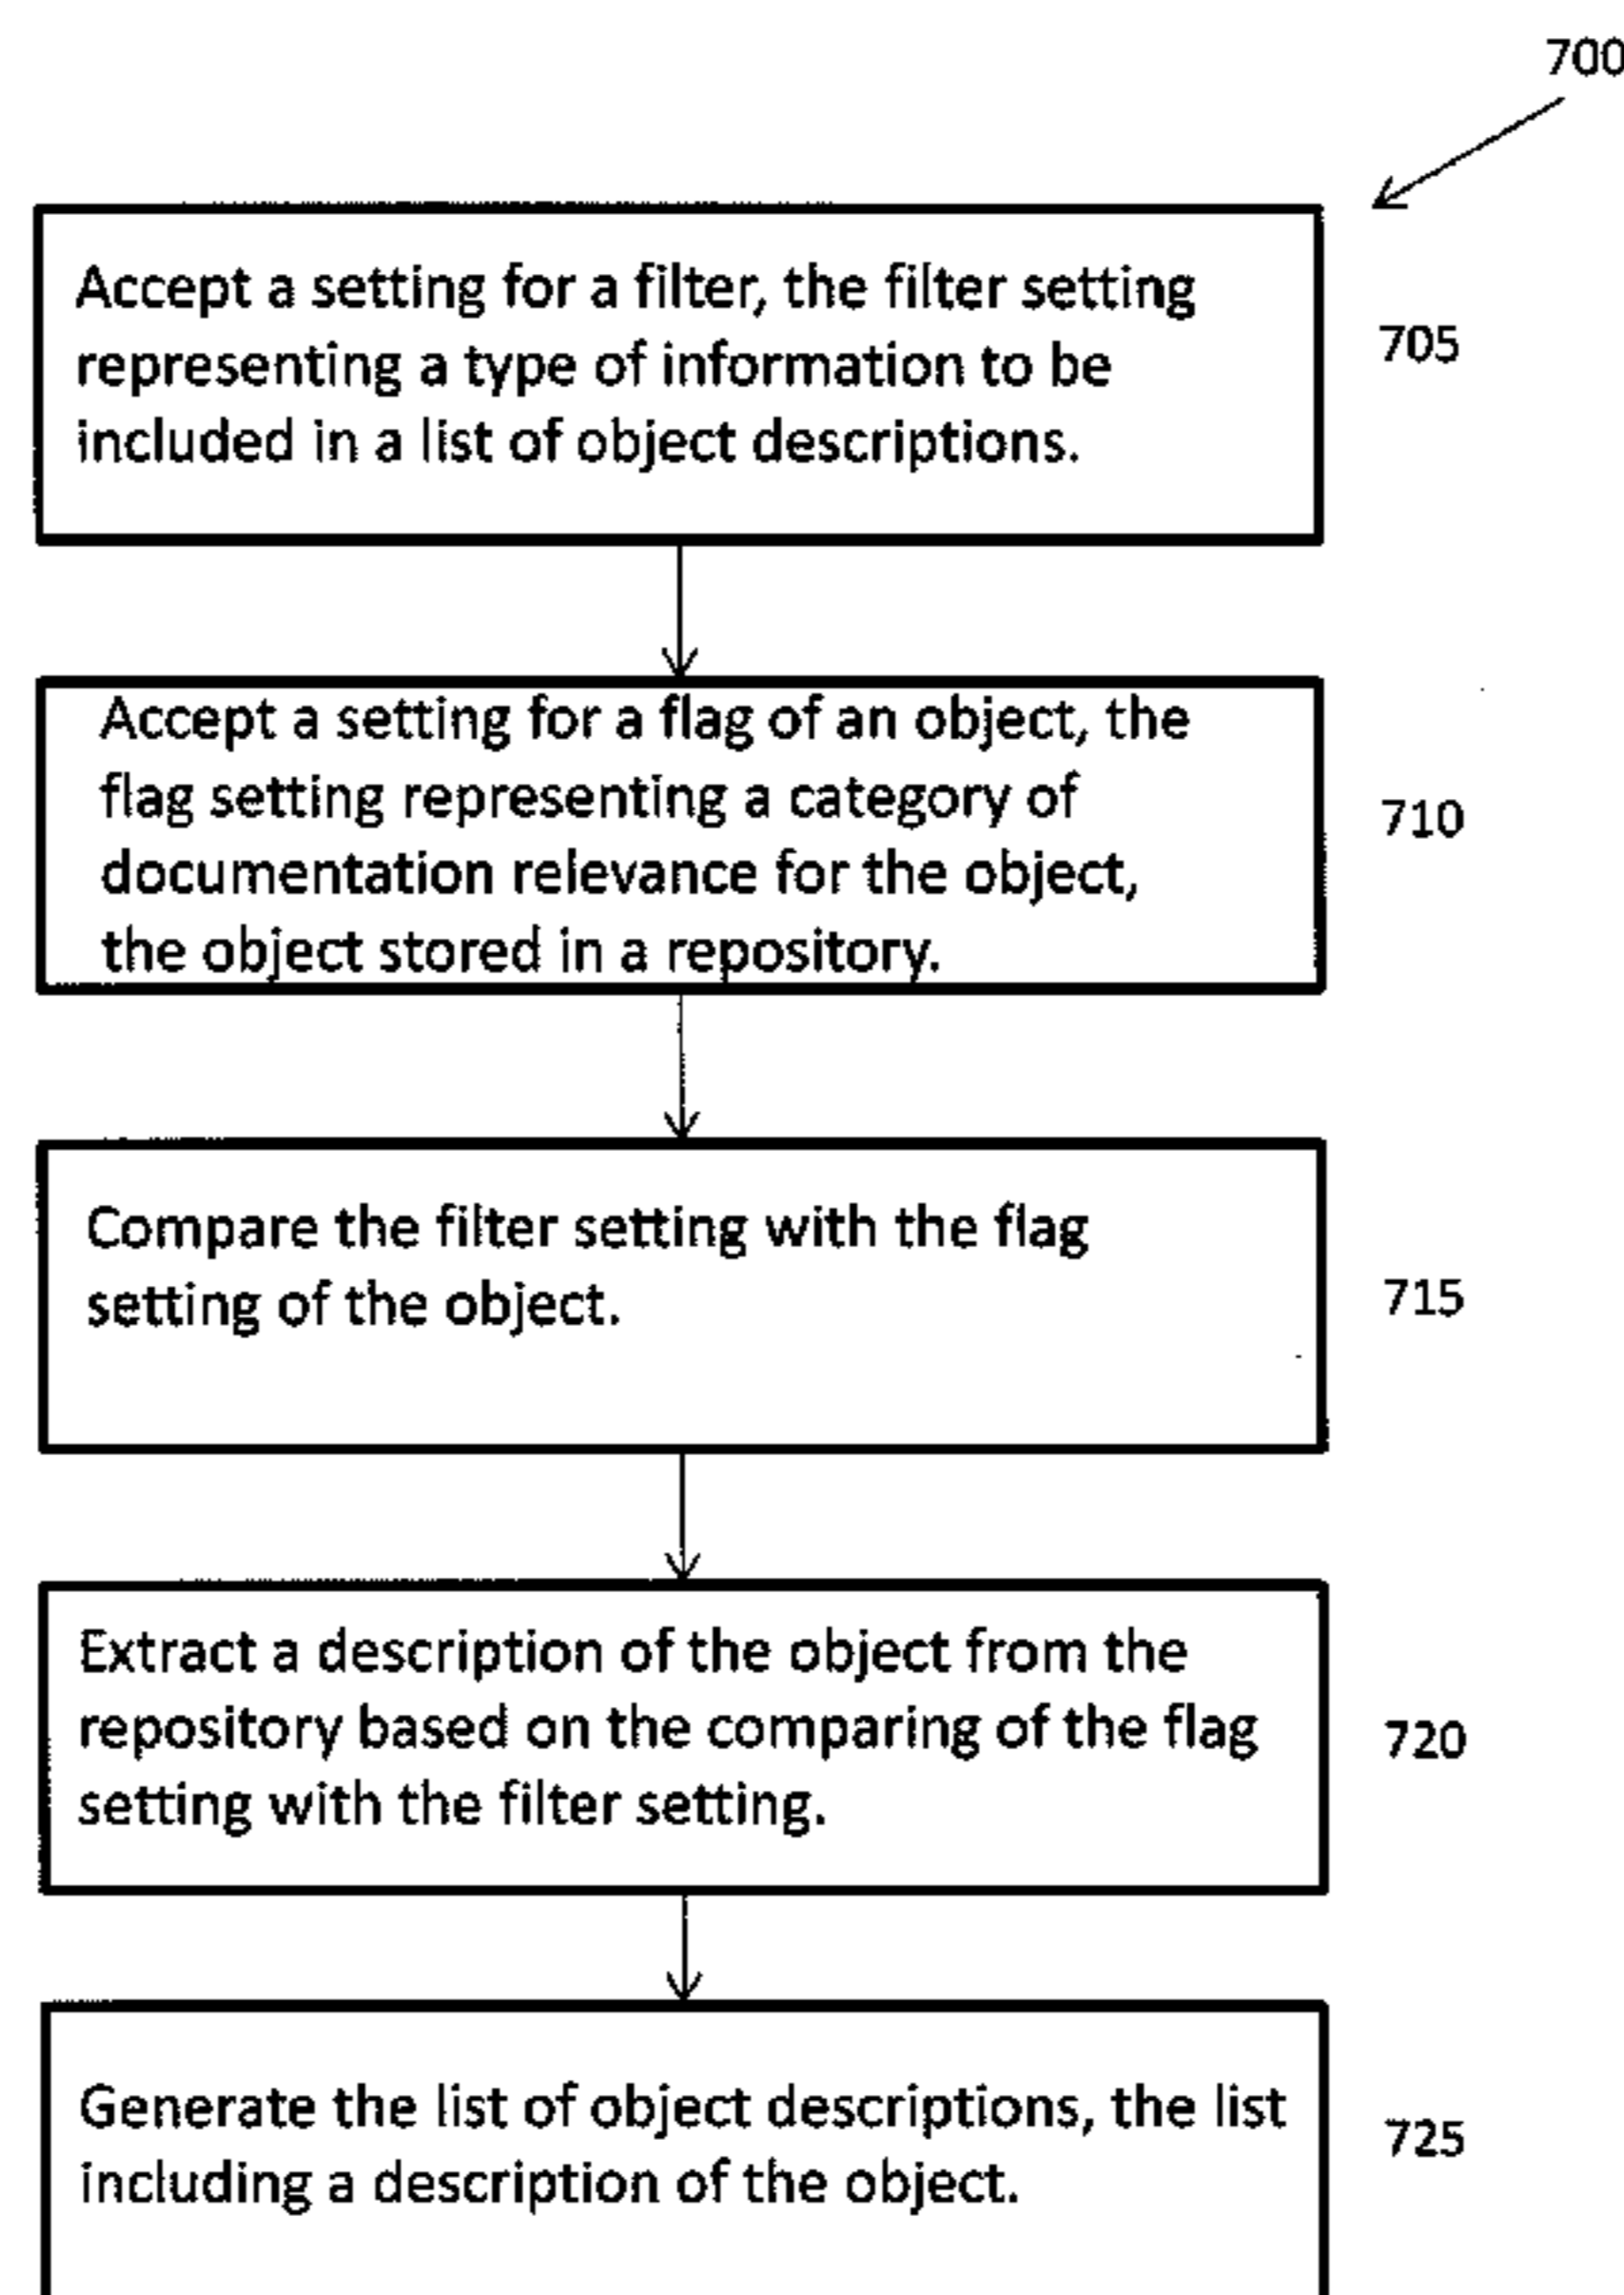 700
Accept a setting for a filter, the filter setting
representing a type of information to be
included in a list of object descriptions.
705
Accept a setting for a flag of an object, the
flag setting representing a category of
documentation relevance for the object,
the object stored in a repository.
710
Compare the filter setting with the flag
setting of the object.
715
Extract a description of the object from the
repository based on the comparing of the flag
setting with the filter setting.
720
Generate the list of object descriptions, the list
including a description of the object.
725